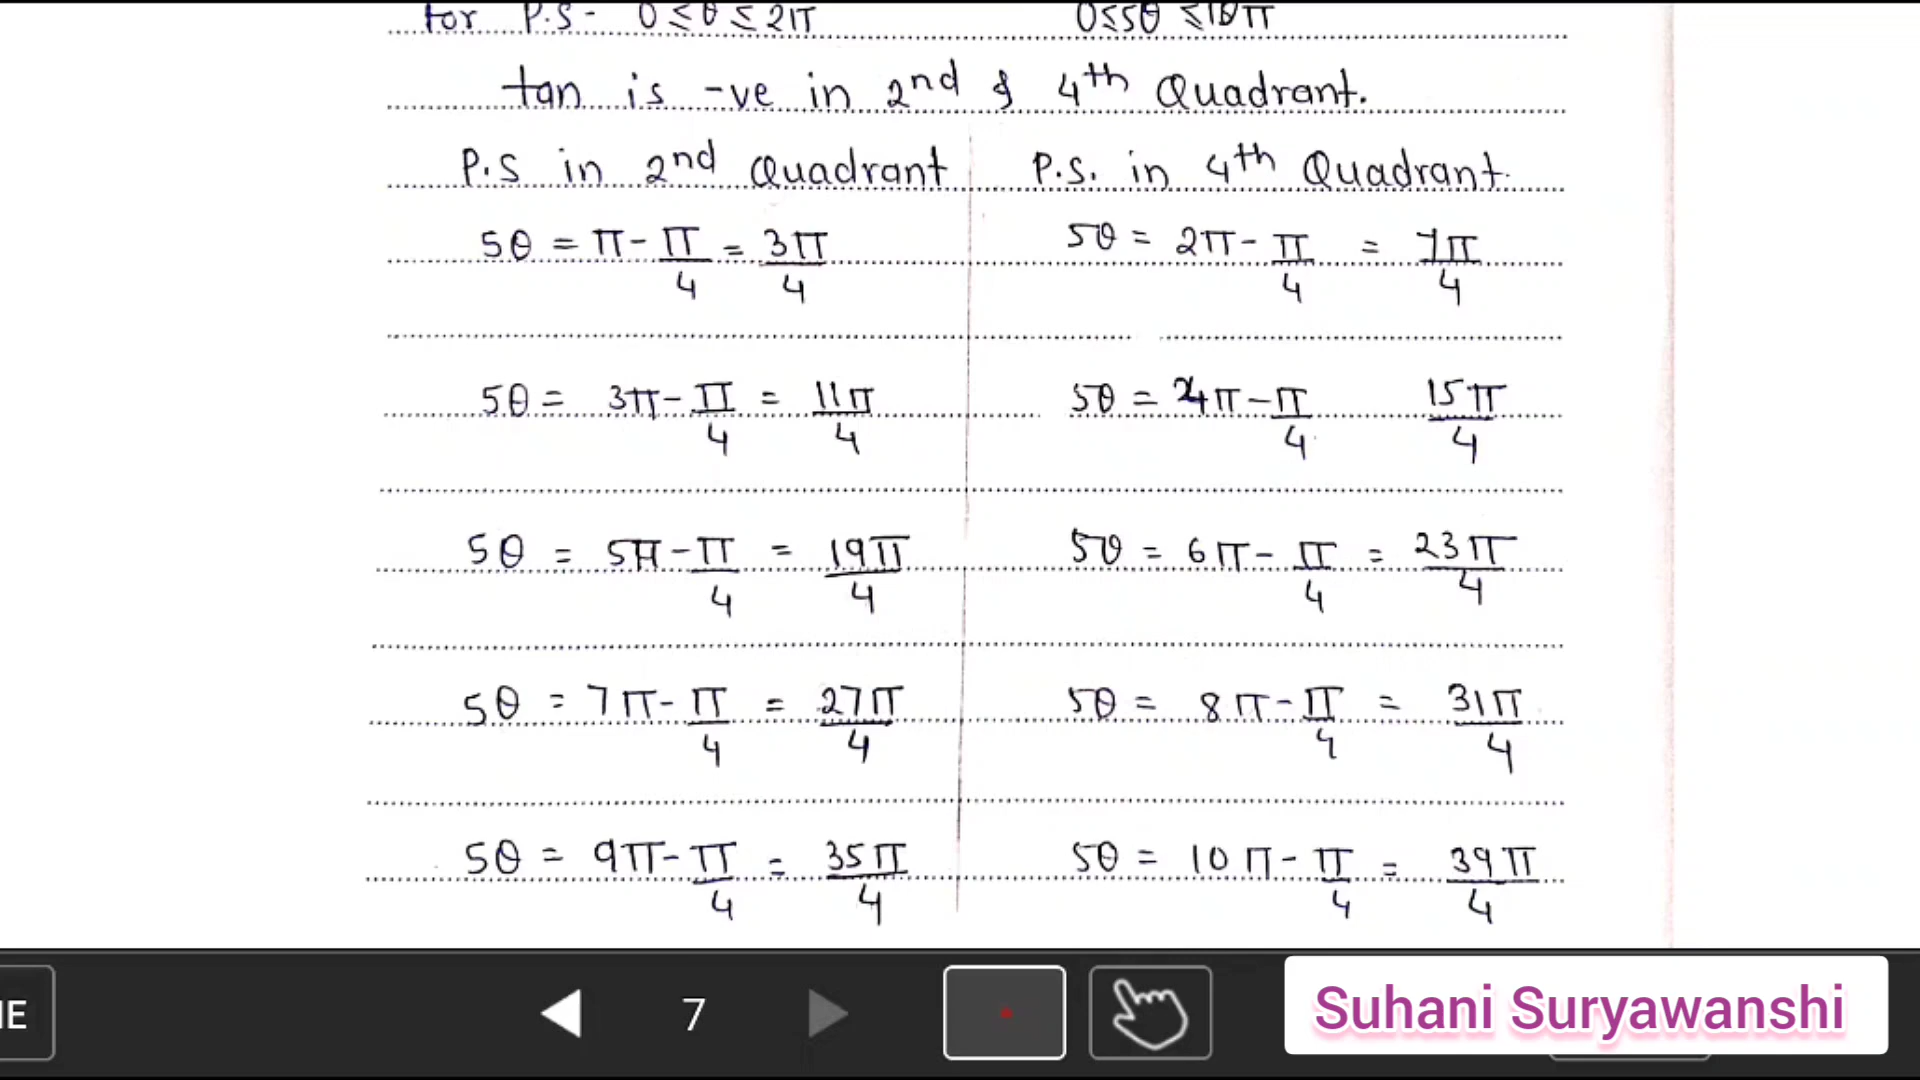 for P.S- 0≤θ≤2π 0≤5θ≤10π
tan is -ve in 2nd & 4th Quadrant.
P.S in 2nd Quadrant P.S. in 4th Quadrant.
5θ = π - π/4 = 3π/4 5θ = 2π - π/4 = 7π/4
5θ = 3π - π/4 = 11π/4 5θ = 4π - π/4 15π/4
5θ = 5π - π/4 = 19π/4 5θ = 6π - π/4 = 23π/4
5θ = 7π - π/4 = 27π/4 5θ = 8π - π/4 = 31π/4
5θ = 9π - π/4 = 35π/4 5θ = 10π - π/4 = 39π/4
IE 7 Suhani Suryawanshi